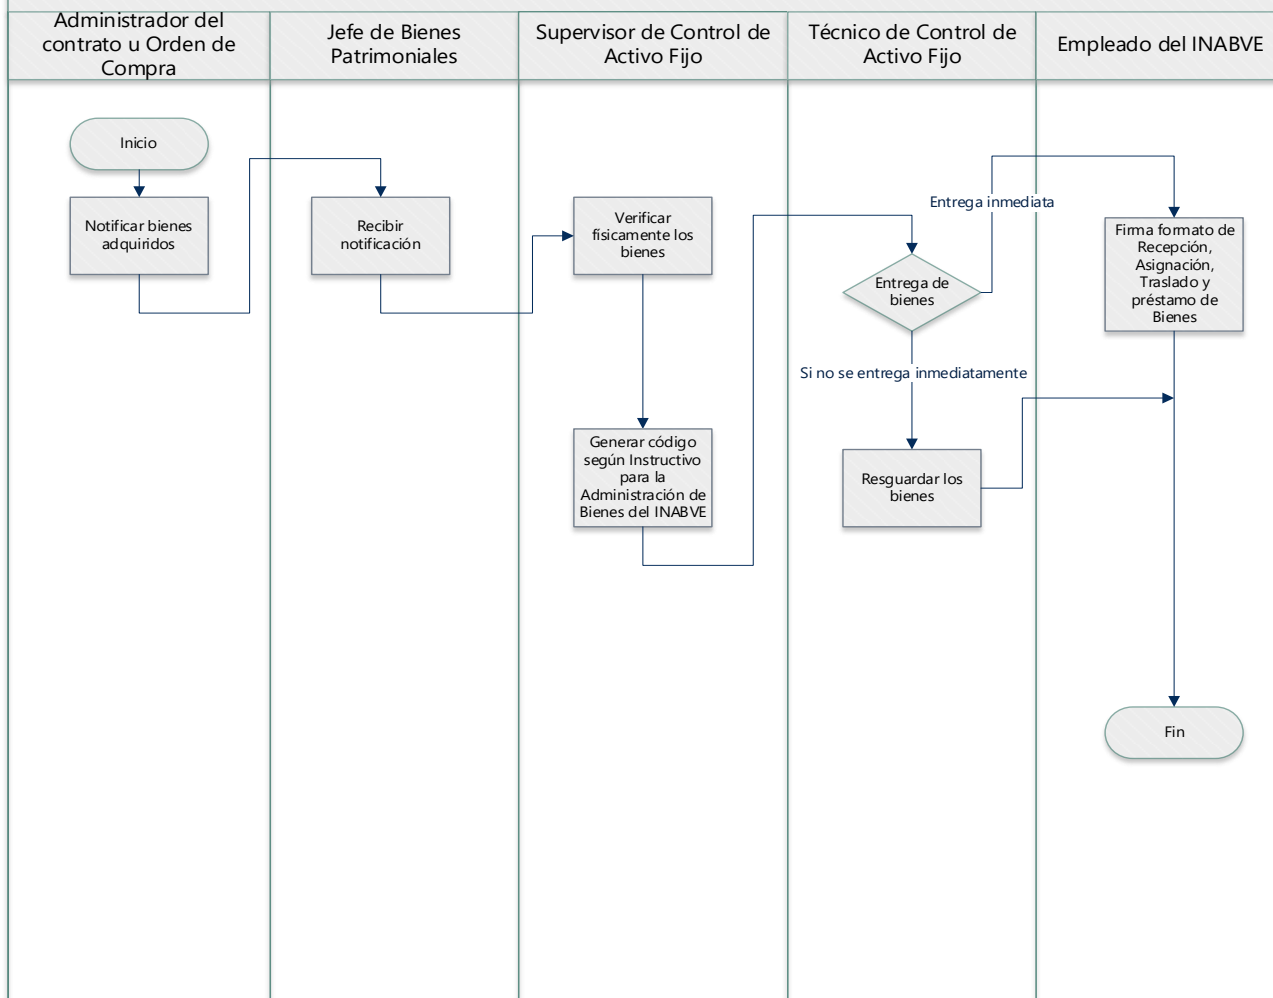 Administrador del
contrato u Orden de
Compra
Jefe de Bienes
Patrimoniales
Supervisor de Control de
Activo Fijo
Técnico de Control de
Activo Fijo
Empleado del INABVE
Inicio
Notificar bienes
adquiridos
Recibir
notificación
Verificar
físicamente los
bienes
Generar código
según Instructivo
para la
Administración de
Bienes del INABVE
Entrega de
bienes
Entrega inmediata
Si no se entrega inmediatamente
Resguardar los
bienes
Firma formato de
Recepción,
Asignación,
Traslado y
préstamo de
Bienes
Fin